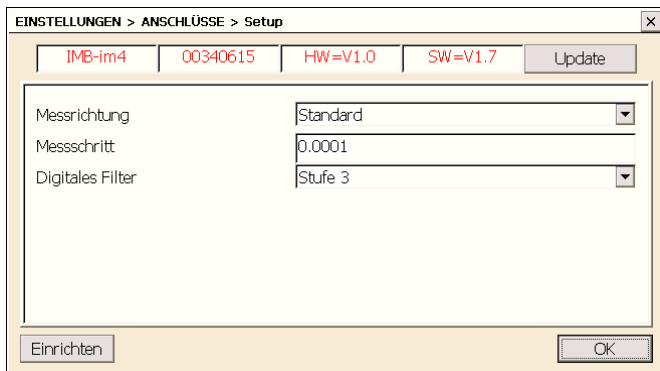 EINSTELLUNGEN > ANSCHLÜSSE > Setup
IMB-im4 00340615 HW=V1.0 SW=V1.7 Update
Messrichtung Standard
Messschritt 0.0001
Digitales Filter Stufe 3
Einrichten OK